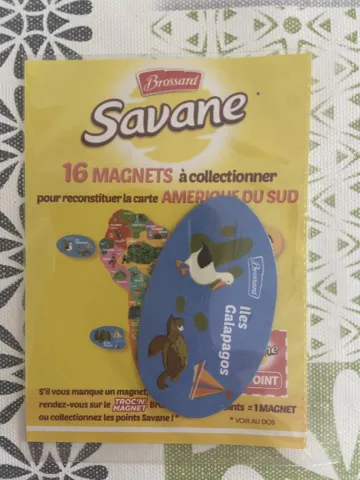 Brossard
Savane
16 MAGNETS à collectionner
pour reconstituer la carte AMERIQUE DU SUD
Brossard
Iles
Galapagos
POINT
S'il vous manque un magnet,
rendez-vous sur le TROC'N' MAGNET points = 1 MAGNET
ou collectionnez les points Savane ! * * VOIR AU DOS